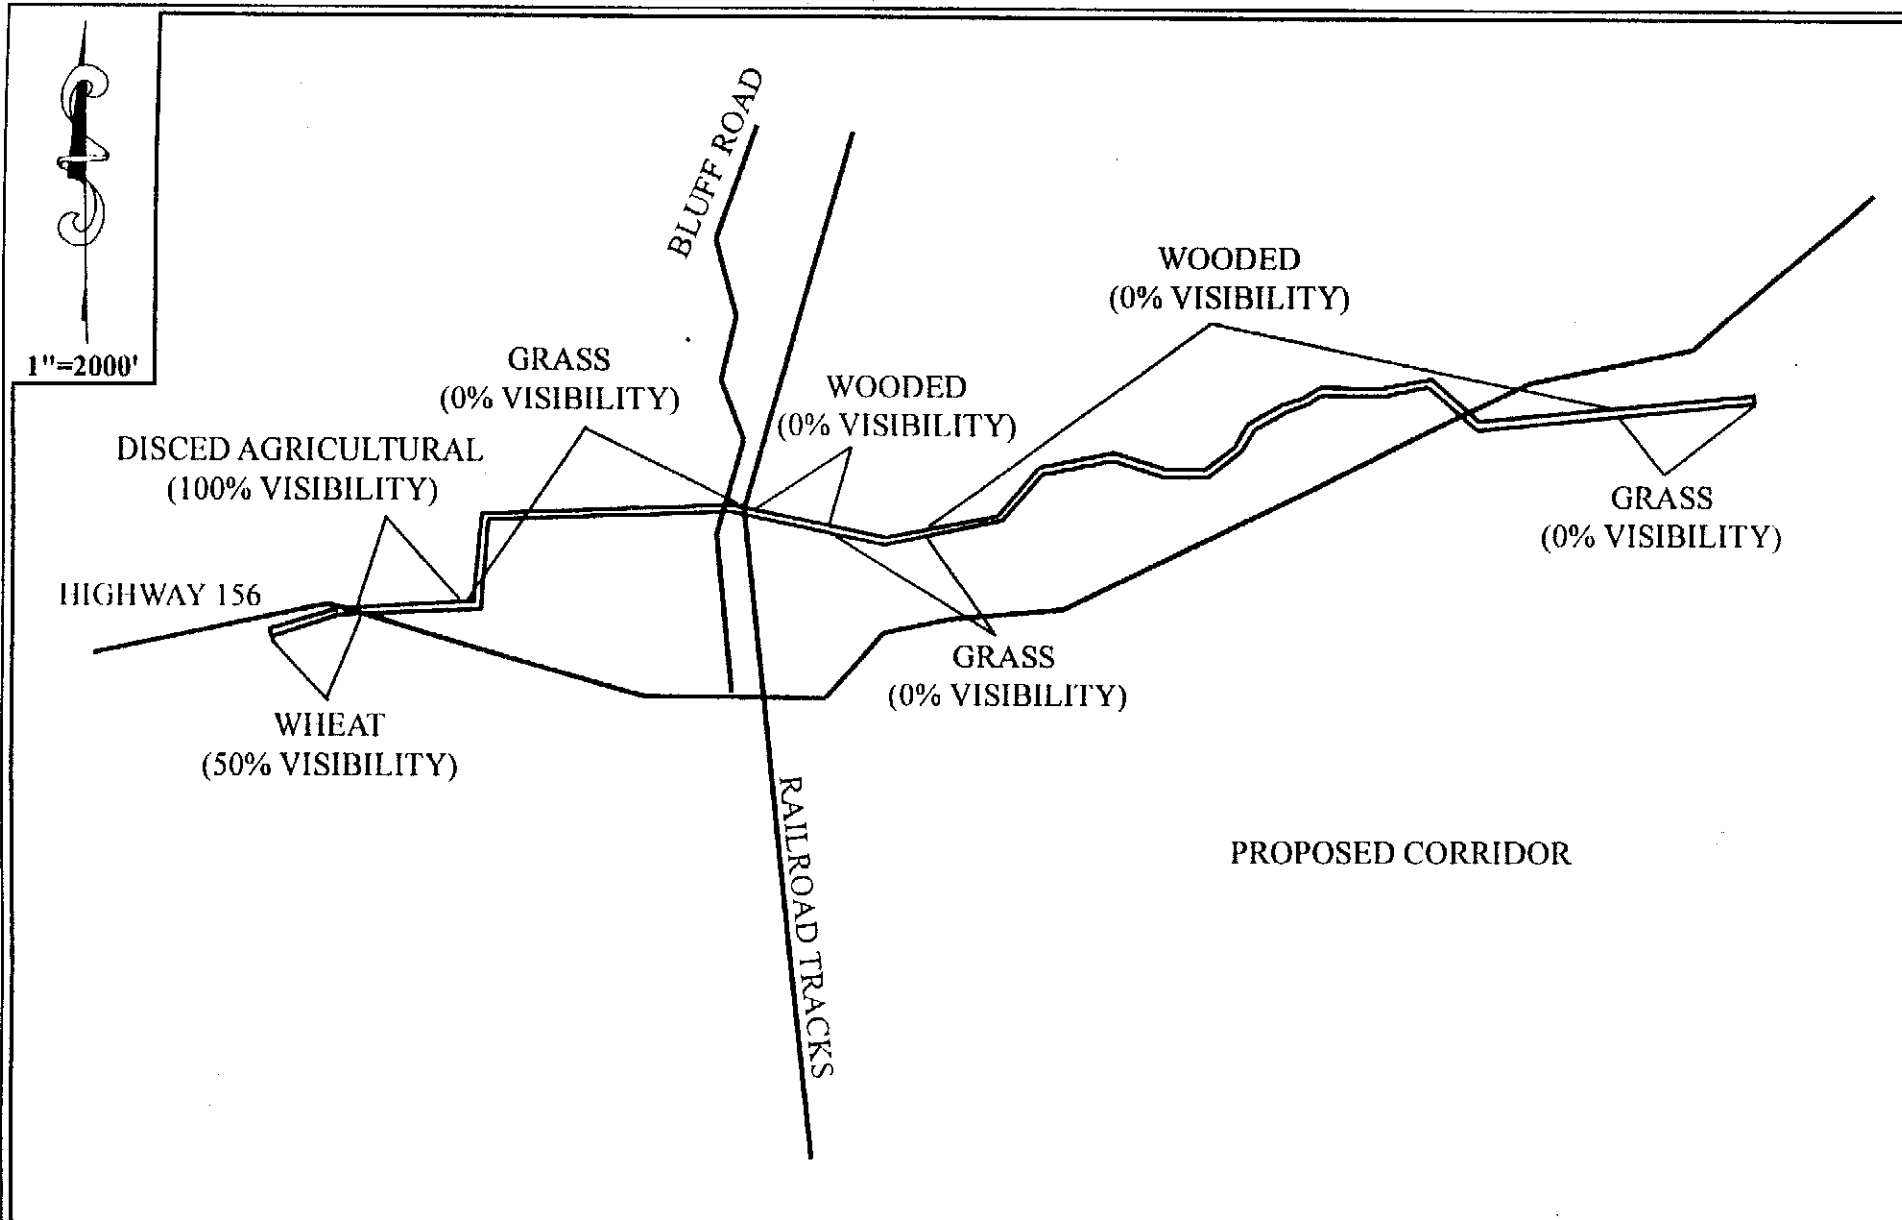 1"=2000'
BLUFF ROAD
WOODED
(0% VISIBILITY)
GRASS
(0% VISIBILITY)
WOODED
(0% VISIBILITY)
DISCED AGRICULTURAL
(100% VISIBILITY)
GRASS
(0% VISIBILITY)
HIGHWAY 156
GRASS
(0% VISIBILITY)
WHEAT
(50% VISIBILITY)
RAILROAD TRACKS
PROPOSED CORRIDOR